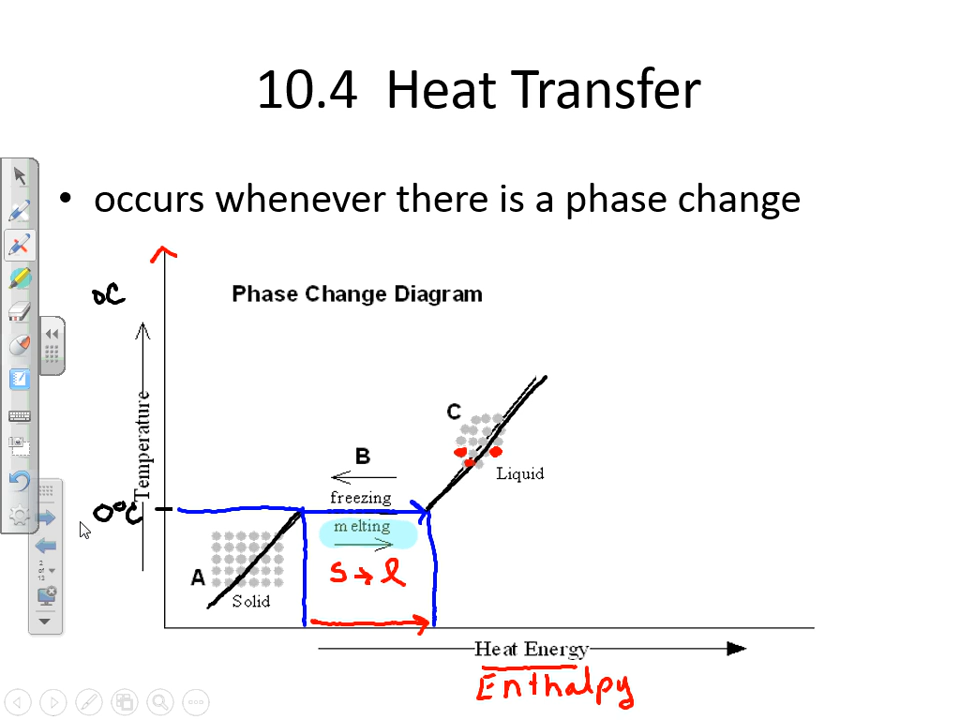 10.4 Heat Transfer
• occurs whenever there is a phase change
°C
Phase Change Diagram
Temperature
C
B
Liquid
freezing
0°C
melting
A
s → l
Solid
Heat Energy
Enthalpy